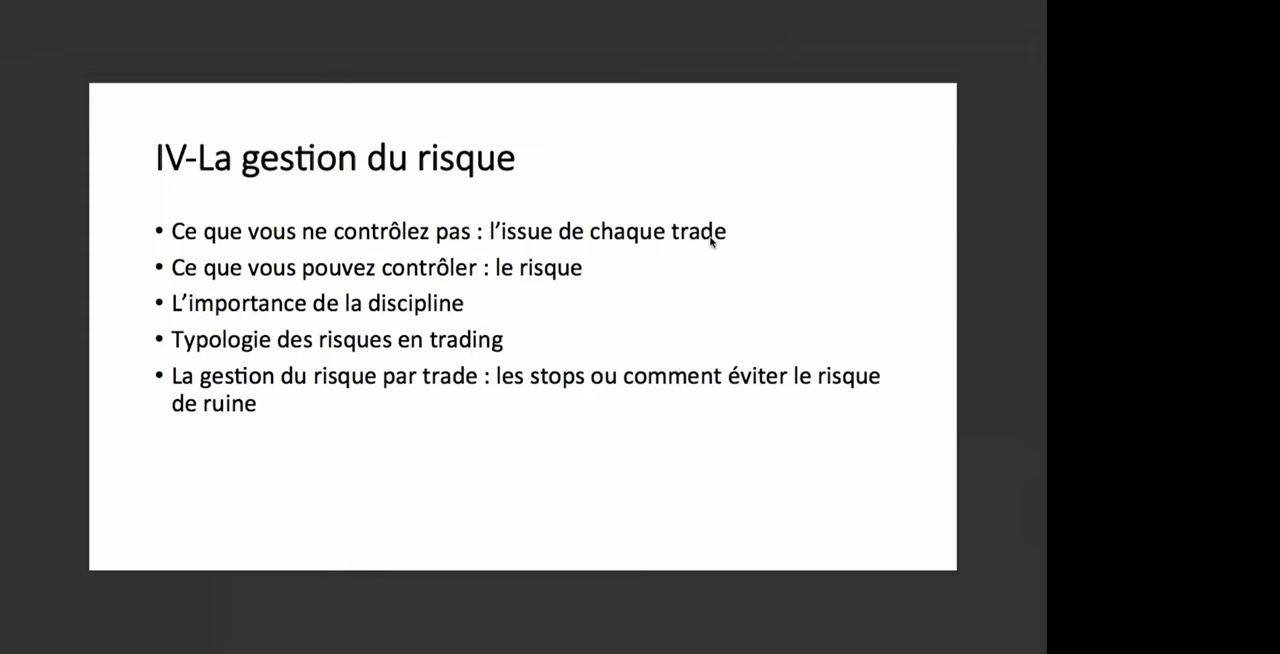 IV-La gestion du risque
• Ce que vous ne contrôlez pas : l’issue de chaque trade
• Ce que vous pouvez contrôler : le risque
• L’importance de la discipline
• Typologie des risques en trading
• La gestion du risque par trade : les stops ou comment éviter le risque
de ruine